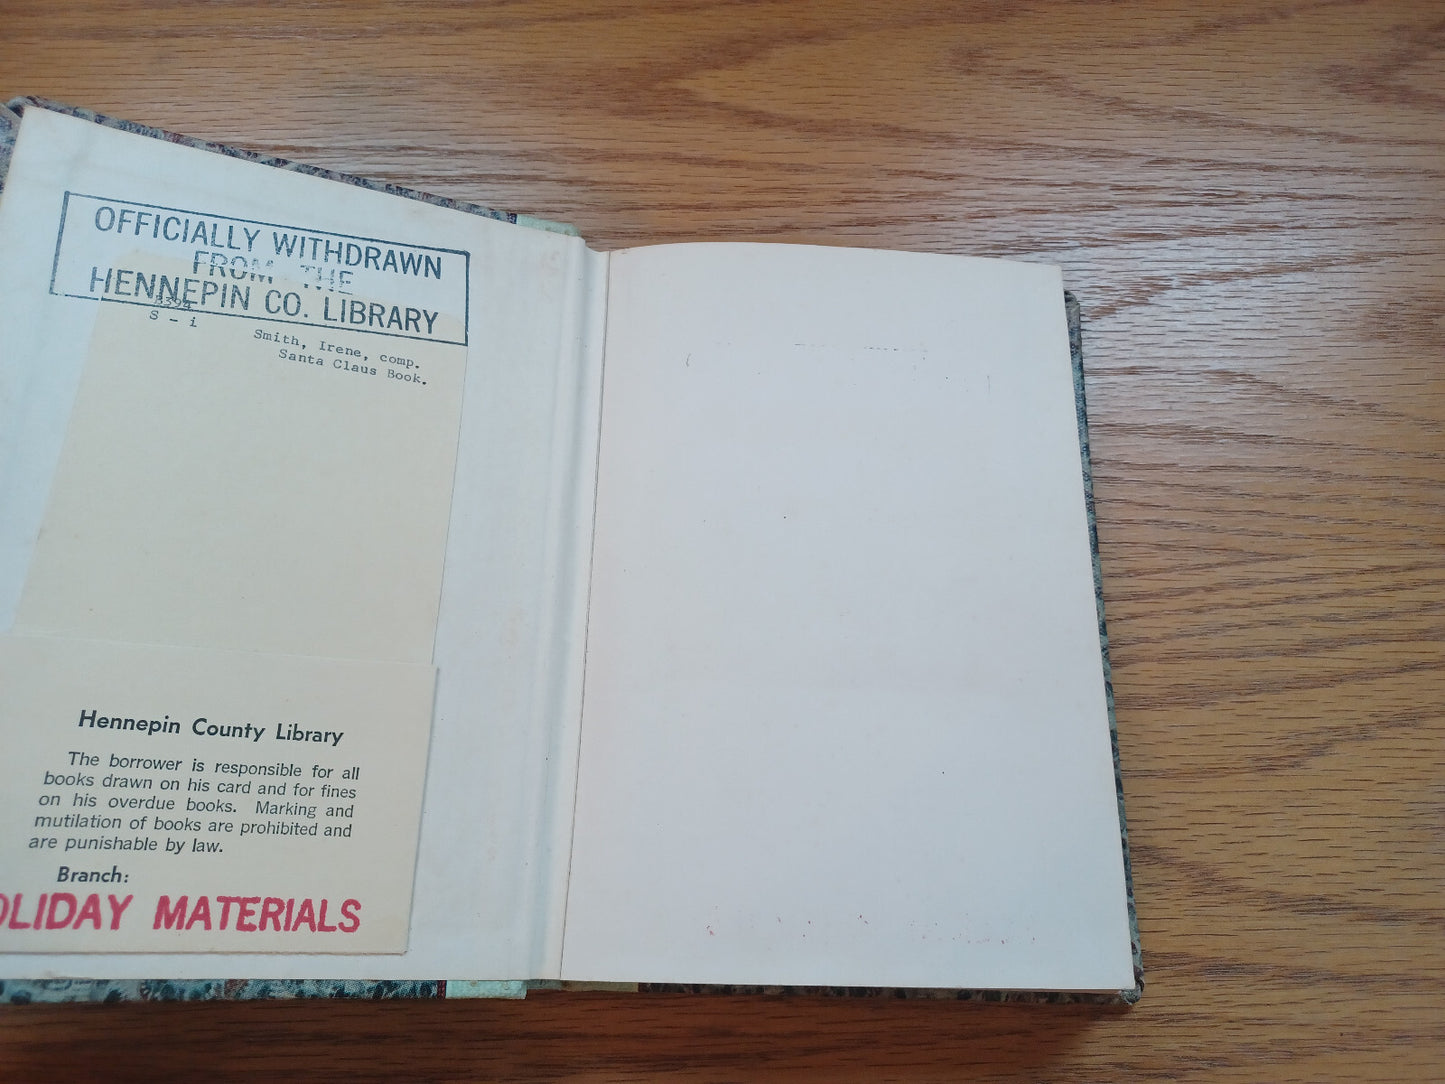 OFFICIALLY WITHDRAWN
FROM THE
HENNEPIN CO. LIBRARY
S - i
Smith, Irene, comp.
Santa Claus Book.
Hennepin County Library
The borrower is responsible for all
books drawn on his card and for fines
on his overdue books. Marking and
mutilation of books are prohibited and
are punishable by law.
Branch:
OLIDAY MATERIALS